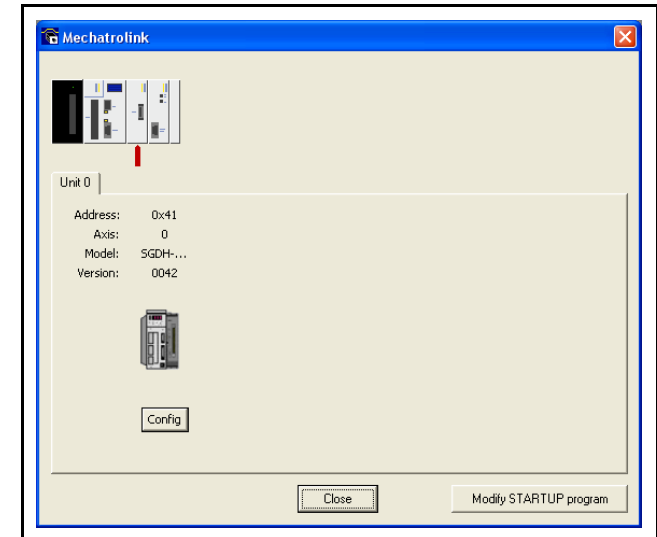 Mechatrolink
Unit 0
Address: 0x41
Axis: 0
Model: SGDH-...
Version: 0042
Config
Close
Modify STARTUP program